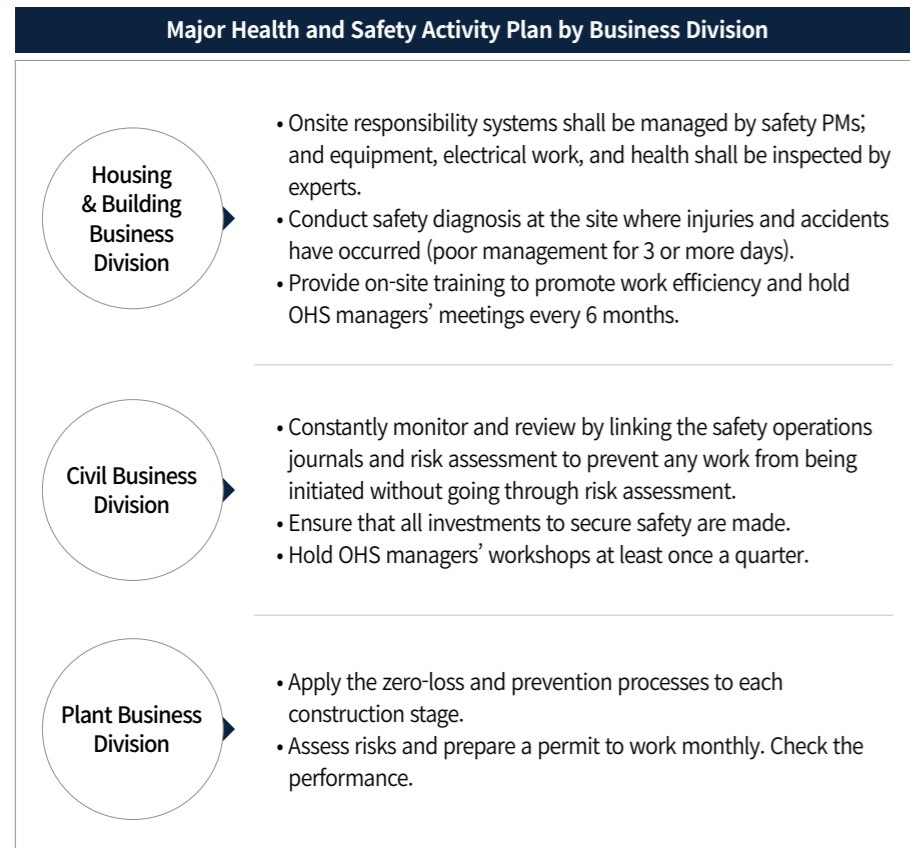 Major Health and Safety Activity Plan by Business Division
Housing
& Building
Business
Division
• Onsite responsibility systems shall be managed by safety PMs;
and equipment, electrical work, and health shall be inspected by
experts.
• Conduct safety diagnosis at the site where injuries and accidents
have occurred (poor management for 3 or more days).
• Provide on-site training to promote work efficiency and hold
OHS managers’ meetings every 6 months.
Civil Business
Division
• Constantly monitor and review by linking the safety operations
journals and risk assessment to prevent any work from being
initiated without going through risk assessment.
• Ensure that all investments to secure safety are made.
• Hold OHS managers’ workshops at least once a quarter.
Plant Business
Division
• Apply the zero-loss and prevention processes to each
construction stage.
• Assess risks and prepare a permit to work monthly. Check the
performance.